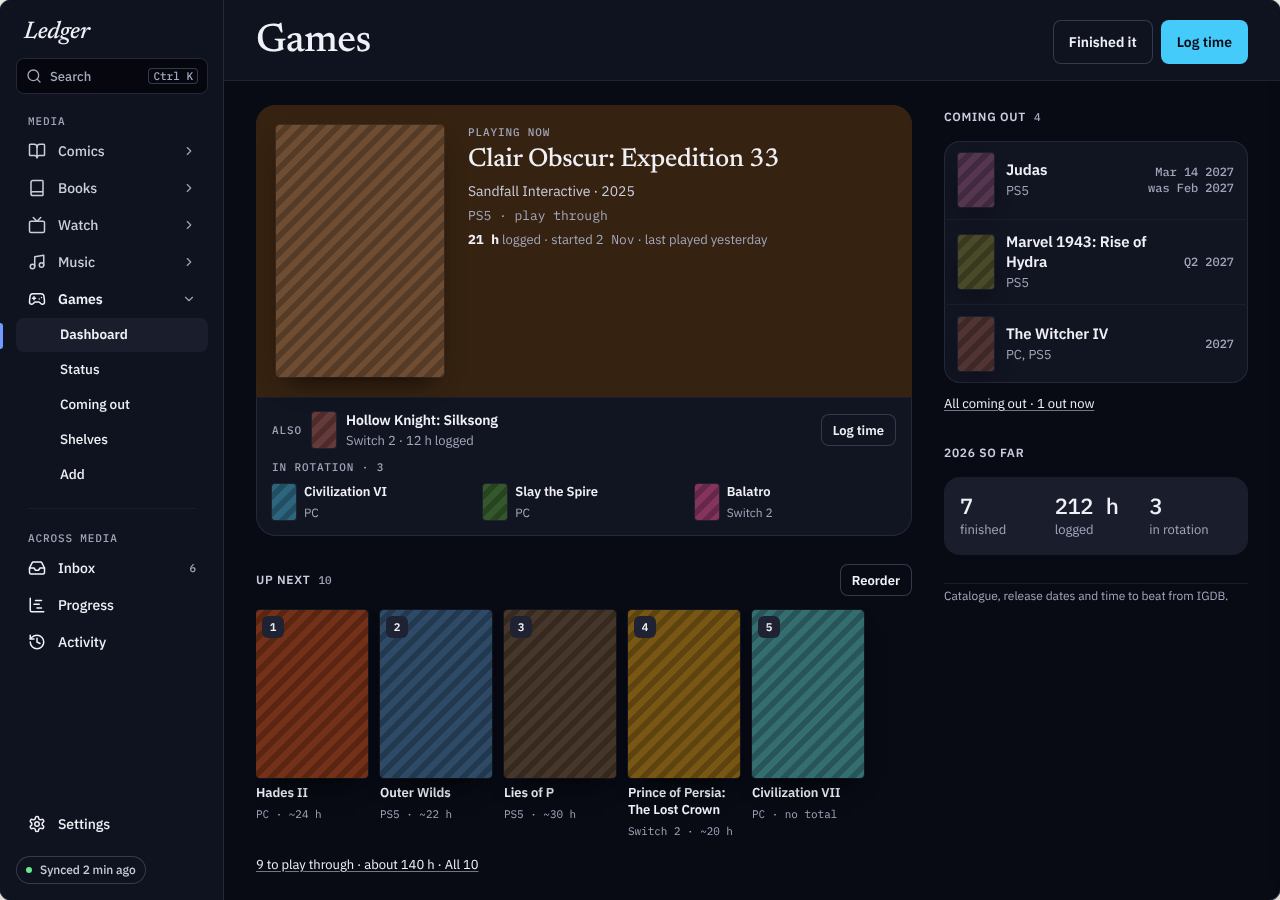 Ledger
Search
Ctrl K
MEDIA
Comics
Books
Watch
Music
Games
Dashboard
Status
Coming out
Shelves
Add
ACROSS MEDIA
Inbox 6
Progress
Activity
Settings
Synced 2 min ago
Games
Finished it
Log time
PLAYING NOW
Clair Obscur: Expedition 33
Sandfall Interactive · 2025
PS5 · play through
21 h logged · started 2 Nov · last played yesterday
ALSO
Hollow Knight: Silksong
Switch 2 · 12 h logged
Log time
IN ROTATION · 3
Civilization VI
PC
Slay the Spire
PC
Balatro
Switch 2
UP NEXT 10
Reorder
1
Hades II
PC · ~24 h
2
Outer Wilds
PS5 · ~22 h
3
Lies of P
PS5 · ~30 h
4
Prince of Persia:
The Lost Crown
Switch 2 · ~20 h
5
Civilization VII
PC · no total
9 to play through · about 140 h · All 10
COMING OUT 4
Judas
PS5
Mar 14 2027
was Feb 2027
Marvel 1943: Rise of
Hydra
PS5
Q2 2027
The Witcher IV
PC, PS5
2027
All coming out · 1 out now
2026 SO FAR
7
finished
212 h
logged
3
in rotation
Catalogue, release dates and time to beat from IGDB.